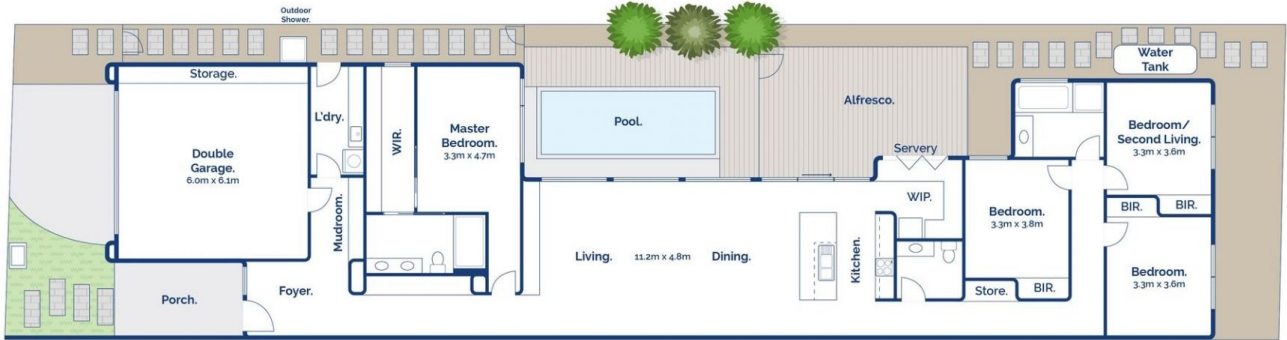 Outdoor
Shower.
Storage.
L'dry.
WIR.
Master
Bedroom.
3.3m x 4.7m
Pool.
Alfresco.
Servery
Water
Tank
Bedroom/
Second Living.
3.3m x 3.6m
Double
Garage.
6.0m x 6.1m
Mudroom.
WIP.
Bedroom.
3.3m x 3.8m
BIR.
BIR.
Living.
11.2m x 4.8m
Dining.
Kitchen.
Bedroom.
3.3m x 3.6m
Porch.
Foyer.
Store.
BIR.